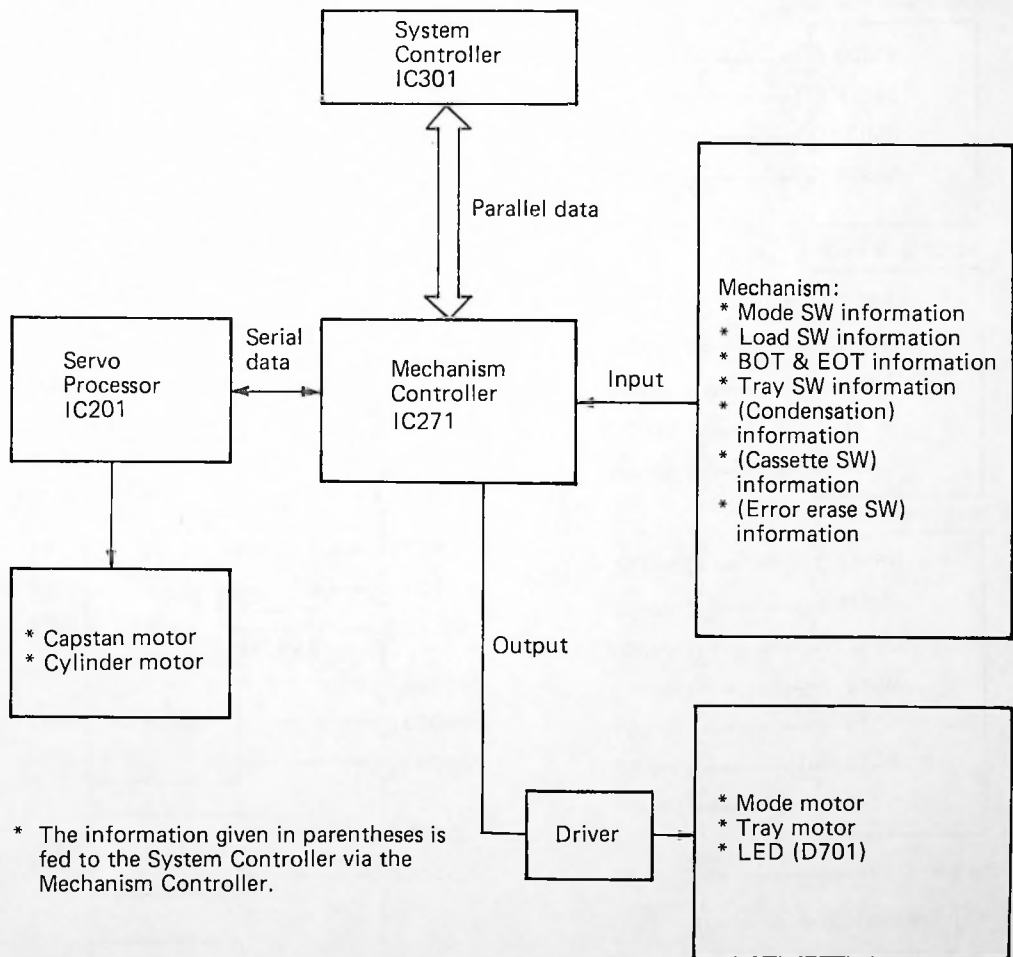 System
Controller
IC301
Parallel data
Mechanism:
* Mode SW information
* Load SW information
* BOT & EOT information
* Tray SW information
* (Condensation)
information
* (Cassette SW)
information
* (Error erase SW)
information
Servo
Processor
IC201
Serial
data
Mechanism
Controller
IC271
Input
* Capstan motor
* Cylinder motor
Output
* The information given in parentheses is
fed to the System Controller via the
Mechanism Controller.
Driver
* Mode motor
* Tray motor
* LED (D701)